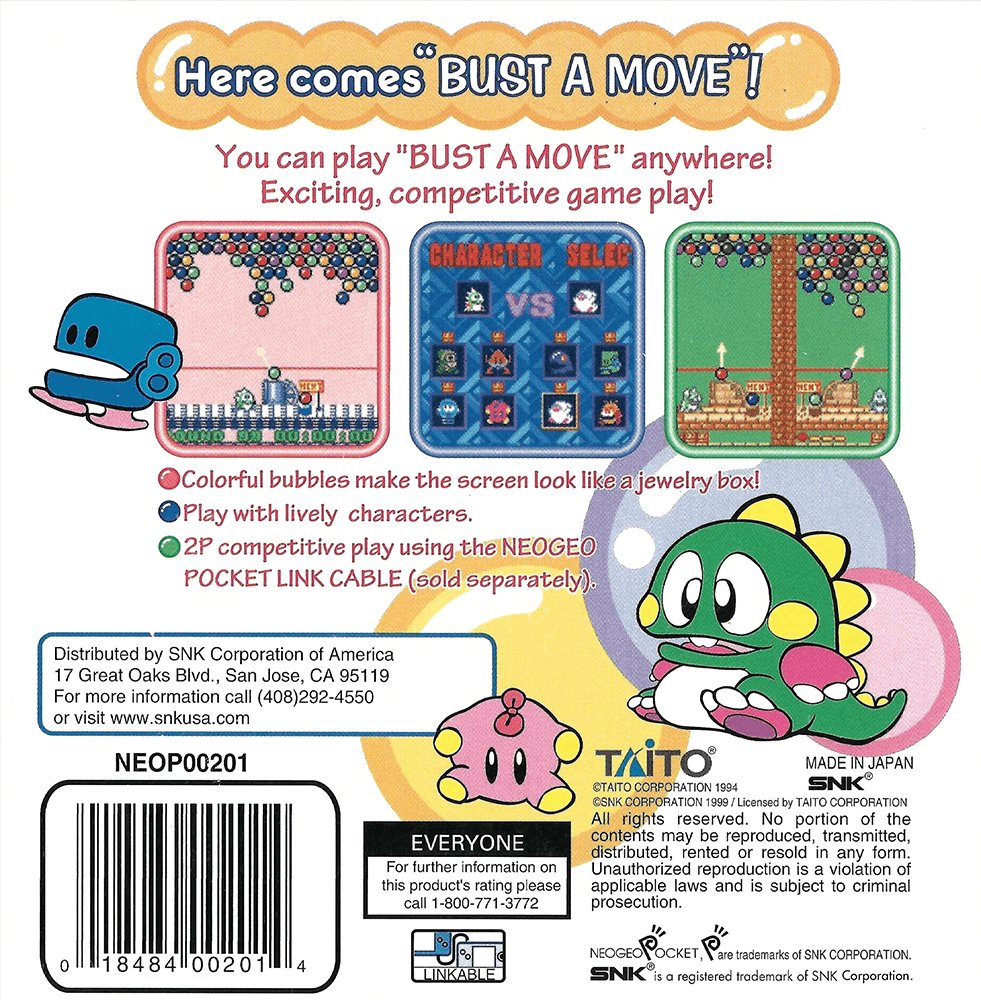 Here comes "BUST A MOVE"!
You can play "BUST A MOVE" anywhere!
Exciting, competitive game play!
CHARACTER SELEC
VS
NEXT
NEXT
NEXT
Colorful bubbles make the screen look like a jewelry box!
Play with lively characters.
2P competitive play using the NEOGEO
POCKET LINK CABLE (sold separately).
Distributed by SNK Corporation of America
17 Great Oaks Blvd., San Jose, CA 95119
For more information call (408)292-4550
or visit www.snkusa.com
NEOP00201
0 18484 00201 4
EVERYONE
For further information on
this product's rating please
call 1-800-771-3772
LINKABLE
TAiTO®
MADE IN JAPAN
SNK®
©TAITO CORPORATION 1994
©SNK CORPORATION 1999 / Licensed by TAITO CORPORATION
All rights reserved. No portion of the
contents may be reproduced, transmitted,
distributed, rented or resold in any form.
Unauthorized reproduction is a violation of
applicable laws and is subject to criminal
prosecution.
NEOGEO POCKET, P are trademarks of SNK CORPORATION.
SNK® is a registered trademark of SNK Corporation.